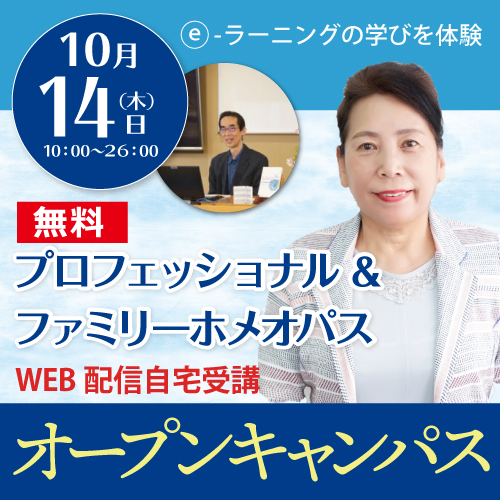 ⓔ-ラーニングの学びを体験
10月
14(木)日
10:00~26:00
無料
プロフェッショナル &
ファミリーホメオパス
WEB 配信自宅受講
オープンキャンパス